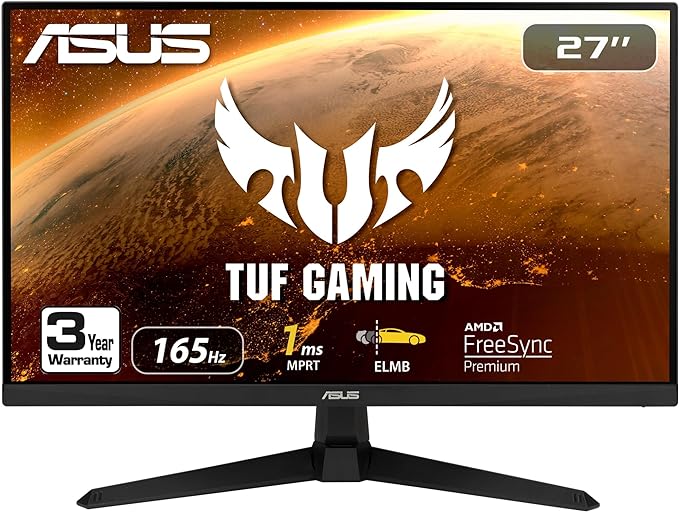 ASUS
27’’
TUF GAMING
3 Year
Warranty
165Hz
1ms
MPRT
ELMB
AMD
FreeSync
Premium
ASUS